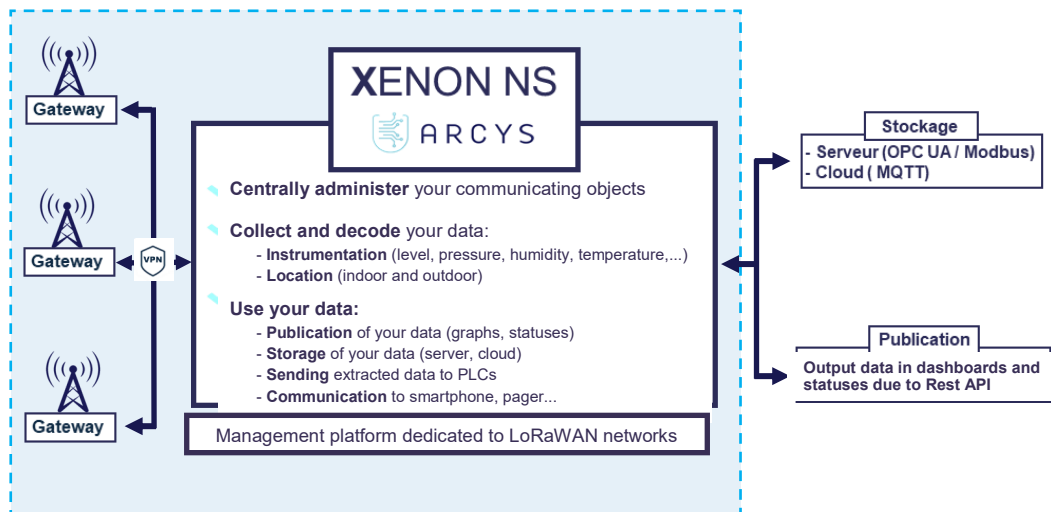 XENON NS
ARCYS
Gateway
Gateway
Gateway
VPN
Centrally administer your communicating objects
Collect and decode your data:
- Instrumentation (level, pressure, humidity, temperature,...)
- Location (indoor and outdoor)
Use your data:
- Publication of your data (graphs, statuses)
- Storage of your data (server, cloud)
- Sending extracted data to PLCs
- Communication to smartphone, pager...
Management platform dedicated to LoRaWAN networks
Stockage
- Serveur (OPC UA / Modbus)
- Cloud ( MQTT)
Publication
Output data in dashboards and
statuses due to Rest API